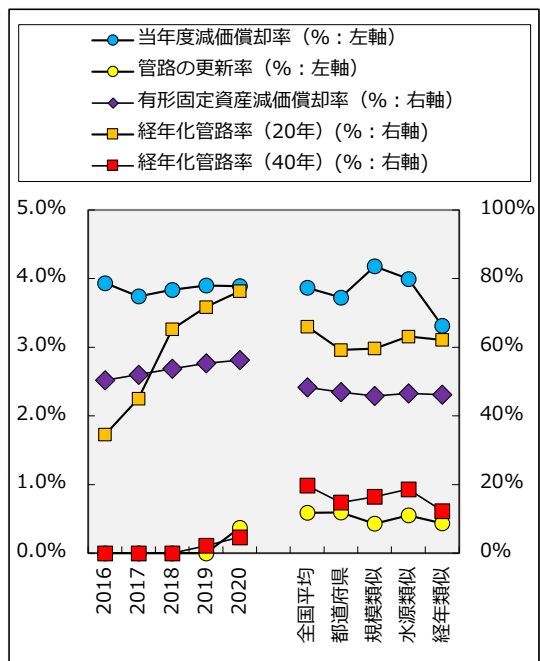 当年度減価償却率（%：左軸）
管路の更新率（%：左軸）
有形固定資産減価償却率（%：右軸）
経年化管路率（20年）(%：右軸)
経年化管路率（40年）(%：右軸)
5.0% 100%
4.0% 80%
3.0% 60%
2.0% 40%
1.0% 20%
0.0% 0%
2016
2017
2018
2019
2020
全国平均
都道府県
規模類似
水源類似
経年類似